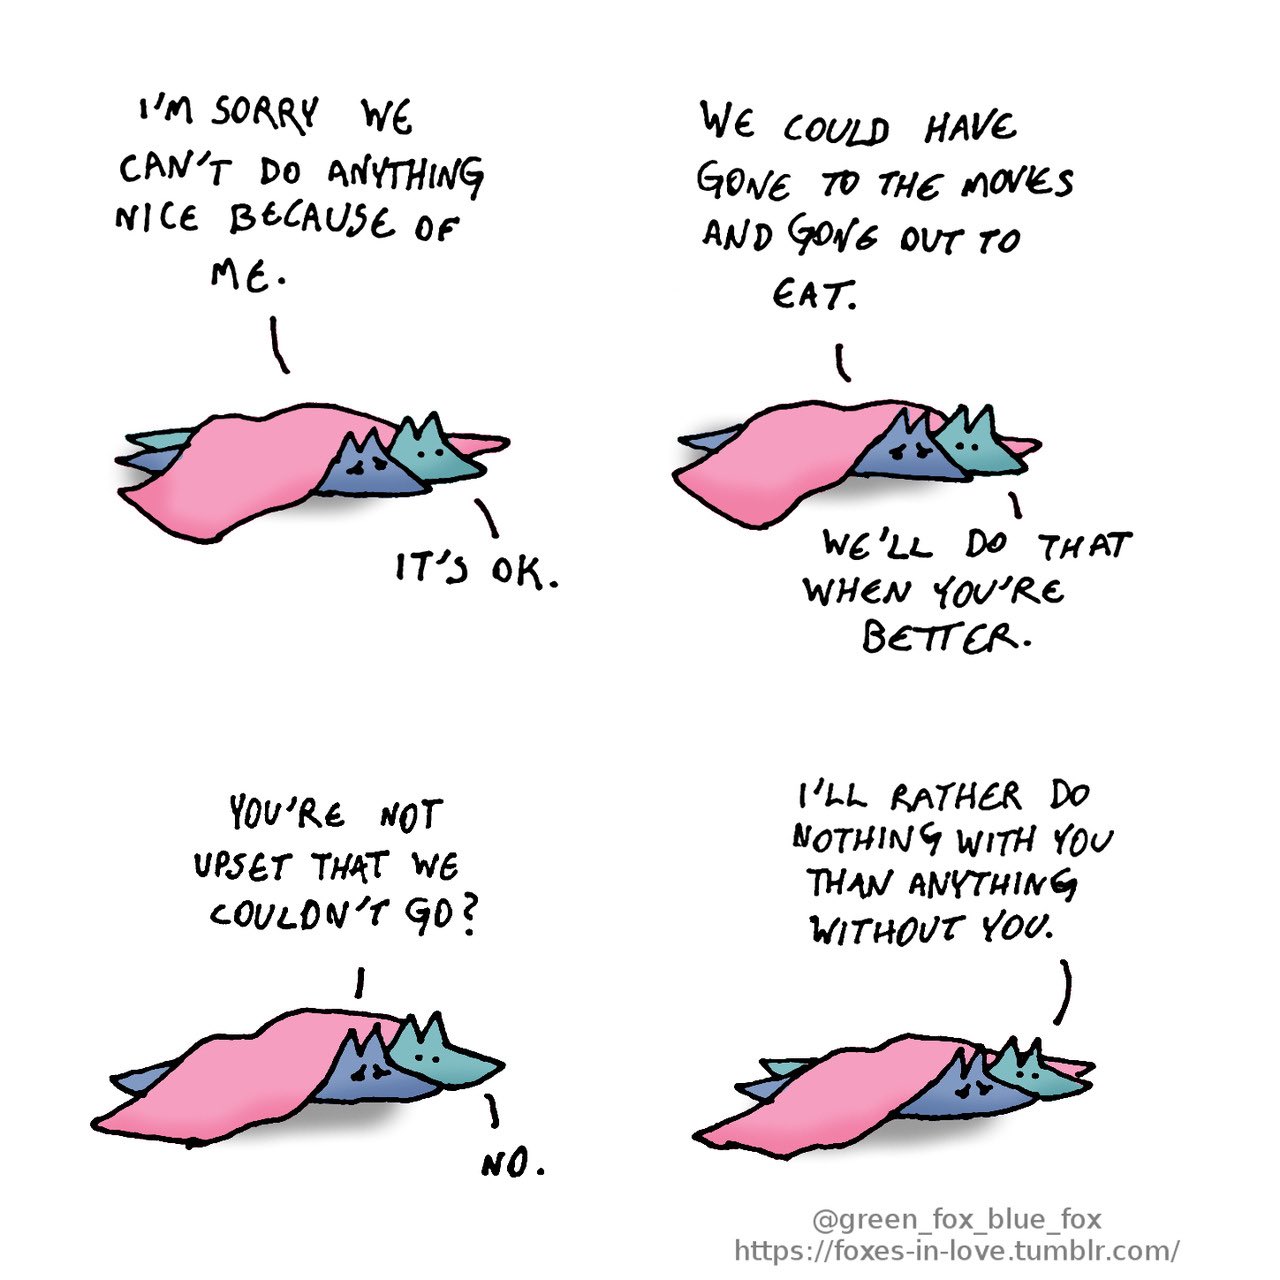 I'M SORRY WE
CAN'T DO ANYTHING
NICE BECAUSE OF
ME.
IT'S OK.
WE COULD HAVE
GONE TO THE MOVIES
AND GONE OUT TO
EAT.
WE'LL DO THAT
WHEN YOU'RE
BETTER.
YOU'RE NOT
UPSET THAT WE
COULDN'T GO?
NO.
I'LL RATHER DO
NOTHING WITH YOU
THAN ANYTHING
WITHOUT YOU.
@green_fox_blue_fox
https://foxes-in-love.tumblr.com/